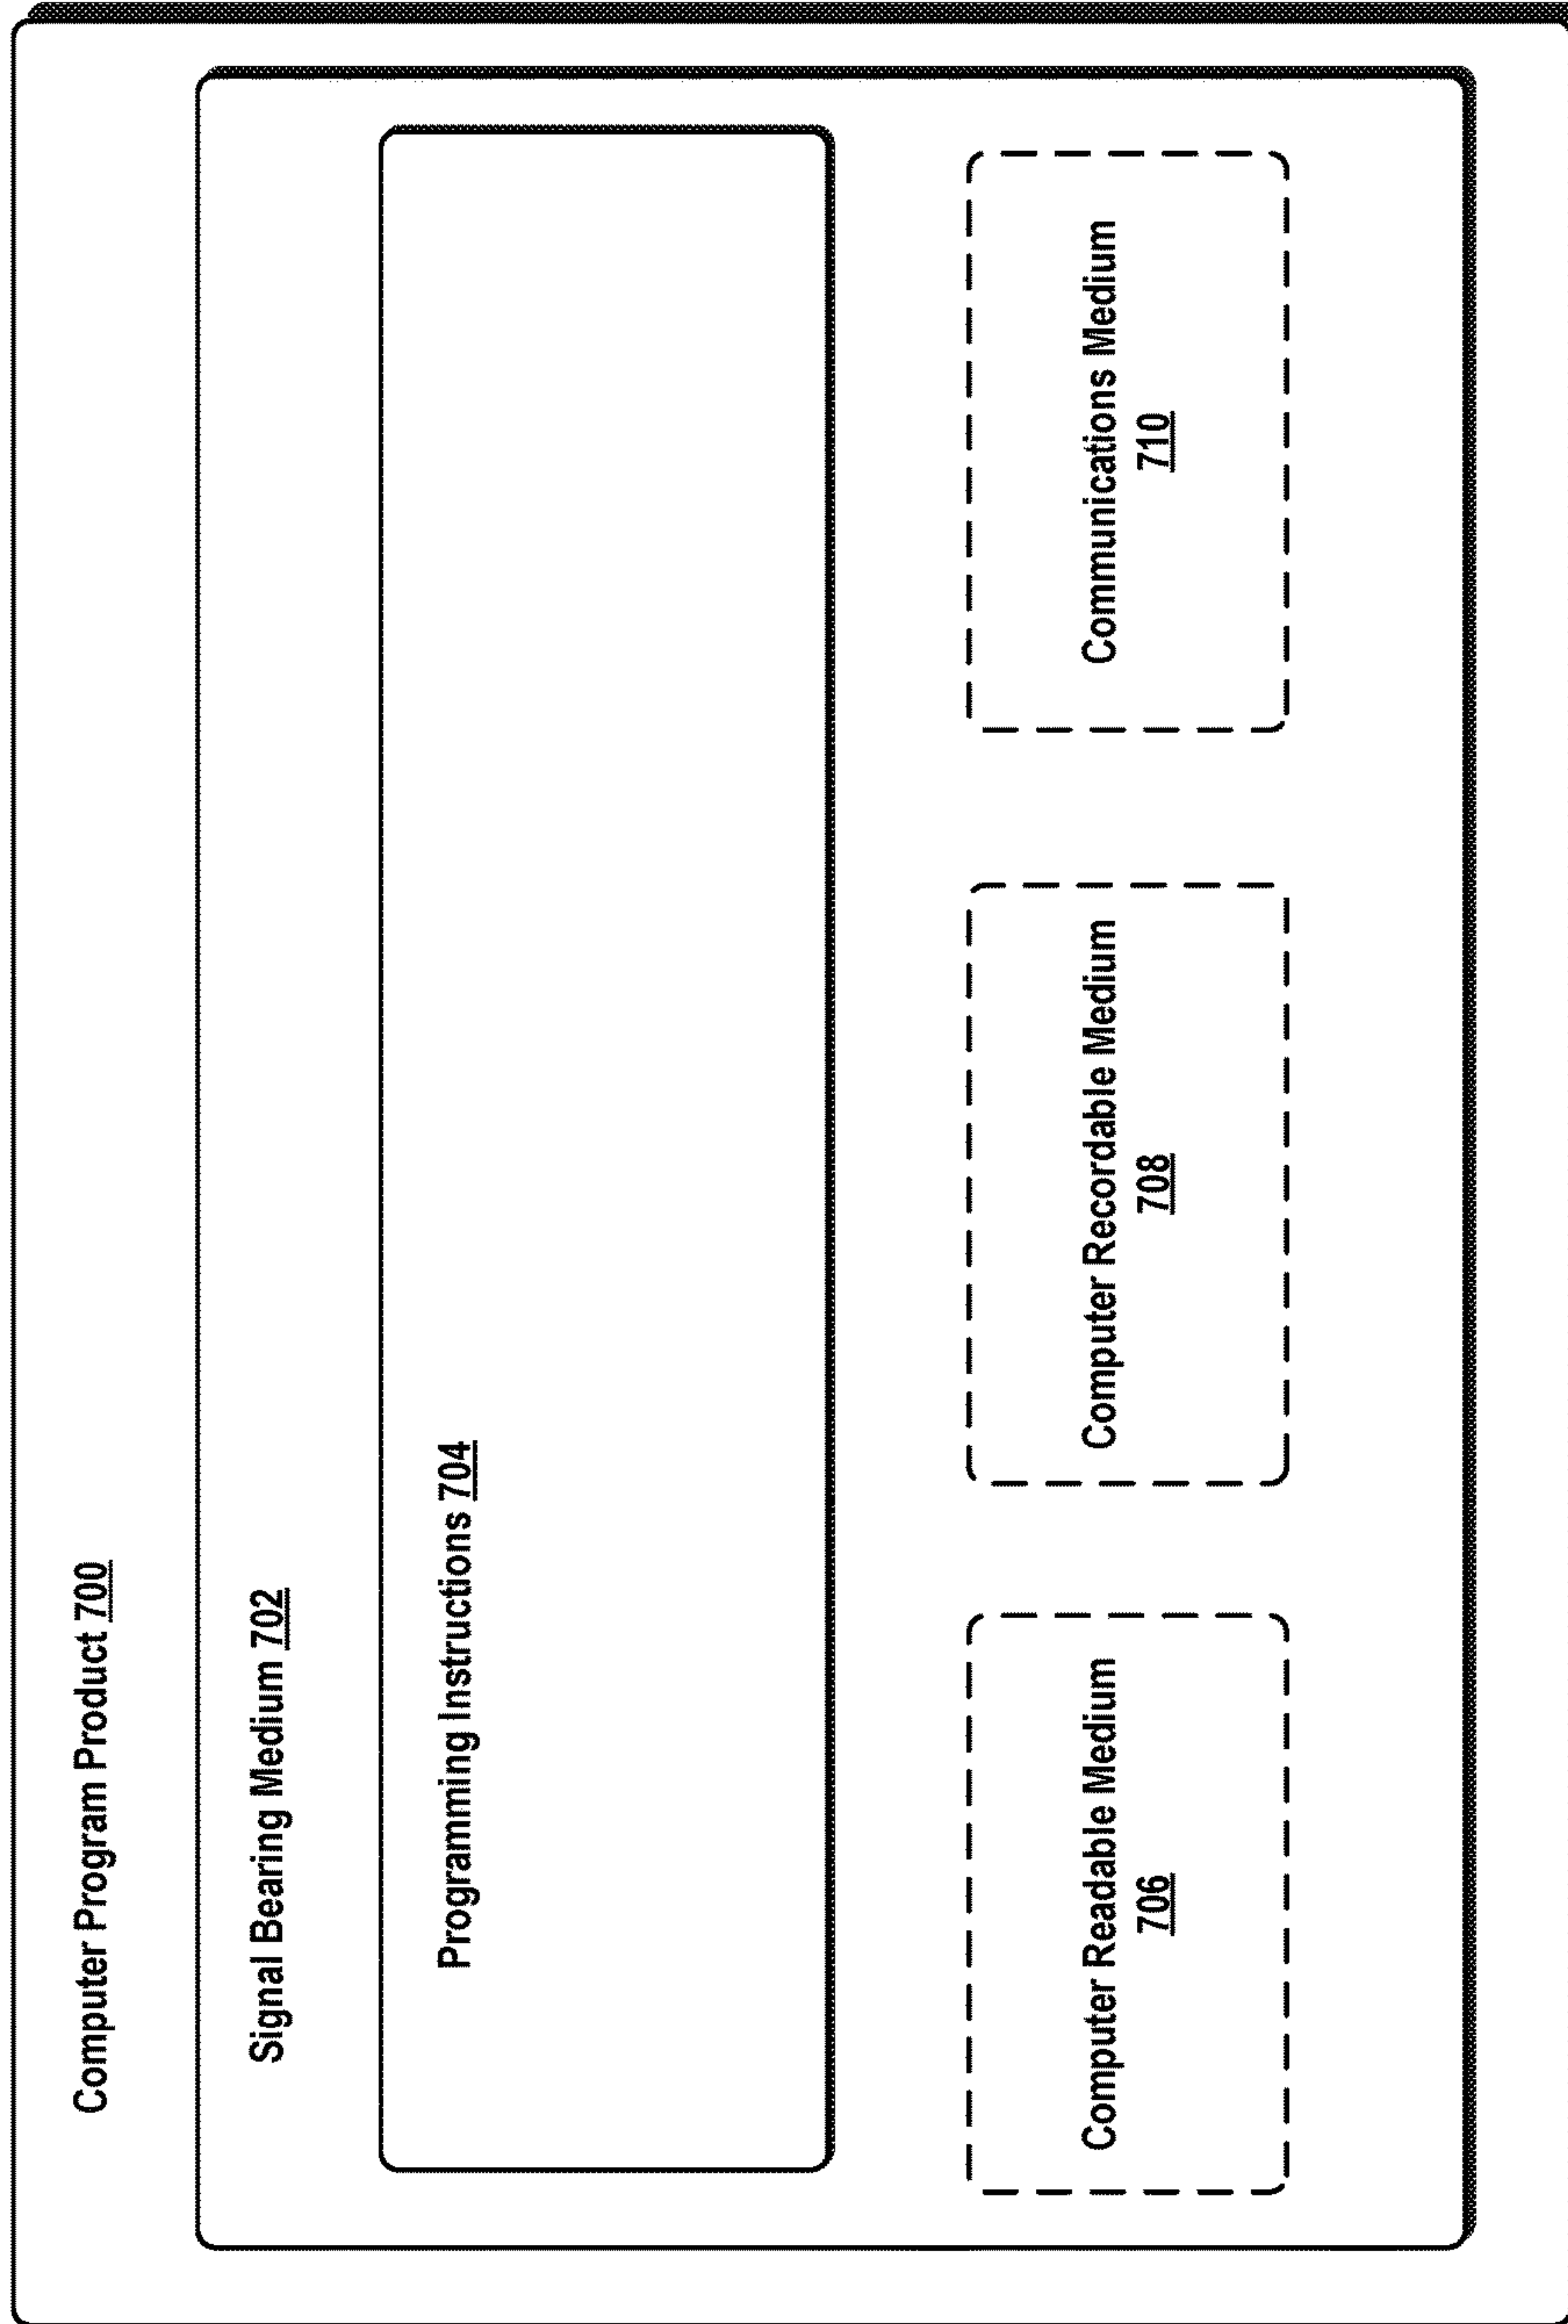 Computer Program Product 700
Signal Bearing Medium 702
Programming Instructions 704
Computer Readable Medium
706
Computer Recordable Medium
708
Communications Medium
710